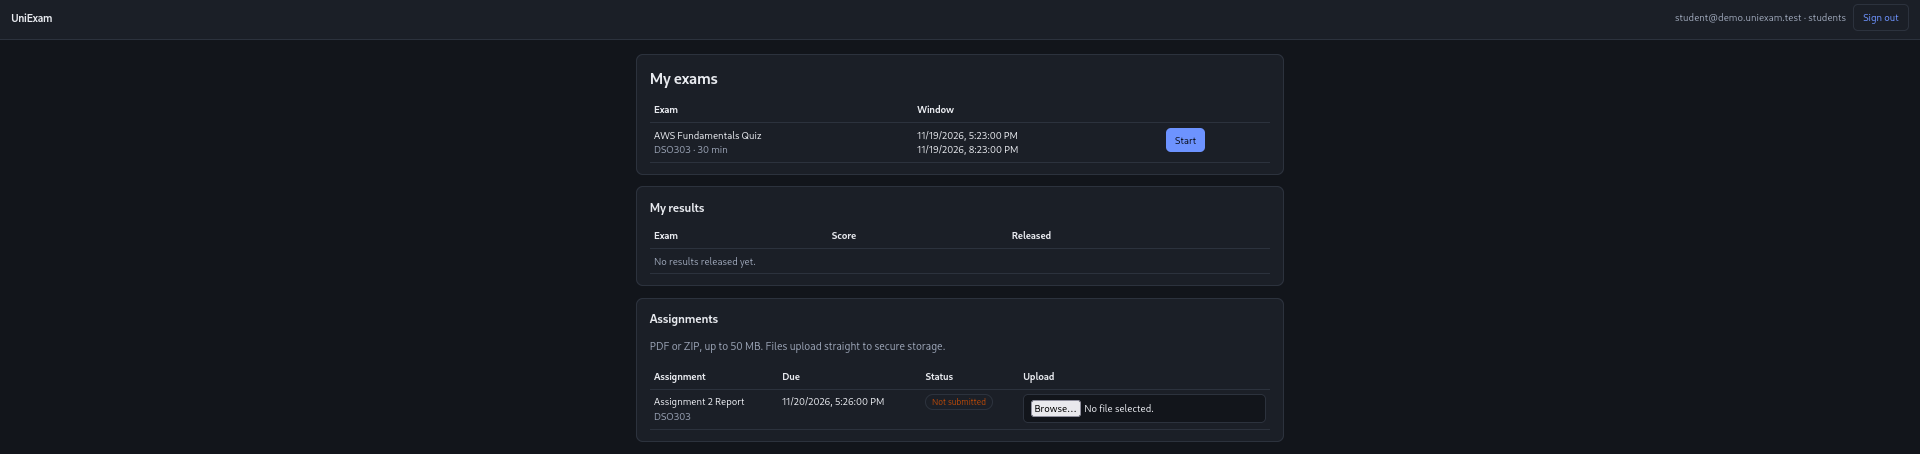 UniExam
student@demo.uniexam.test · students
Sign out
My exams
Exam Window
AWS Fundamentals Quiz 11/19/2026, 5:23:00 PM
DSO303 · 30 min 11/19/2026, 8:23:00 PM
Start
My results
Exam Score Released
No results released yet.
Assignments
PDF or ZIP, up to 50 MB. Files upload straight to secure storage.
Assignment Due Status Upload
Assignment 2 Report 11/20/2026, 5:26:00 PM Not submitted Browse... No file selected.
DSO303